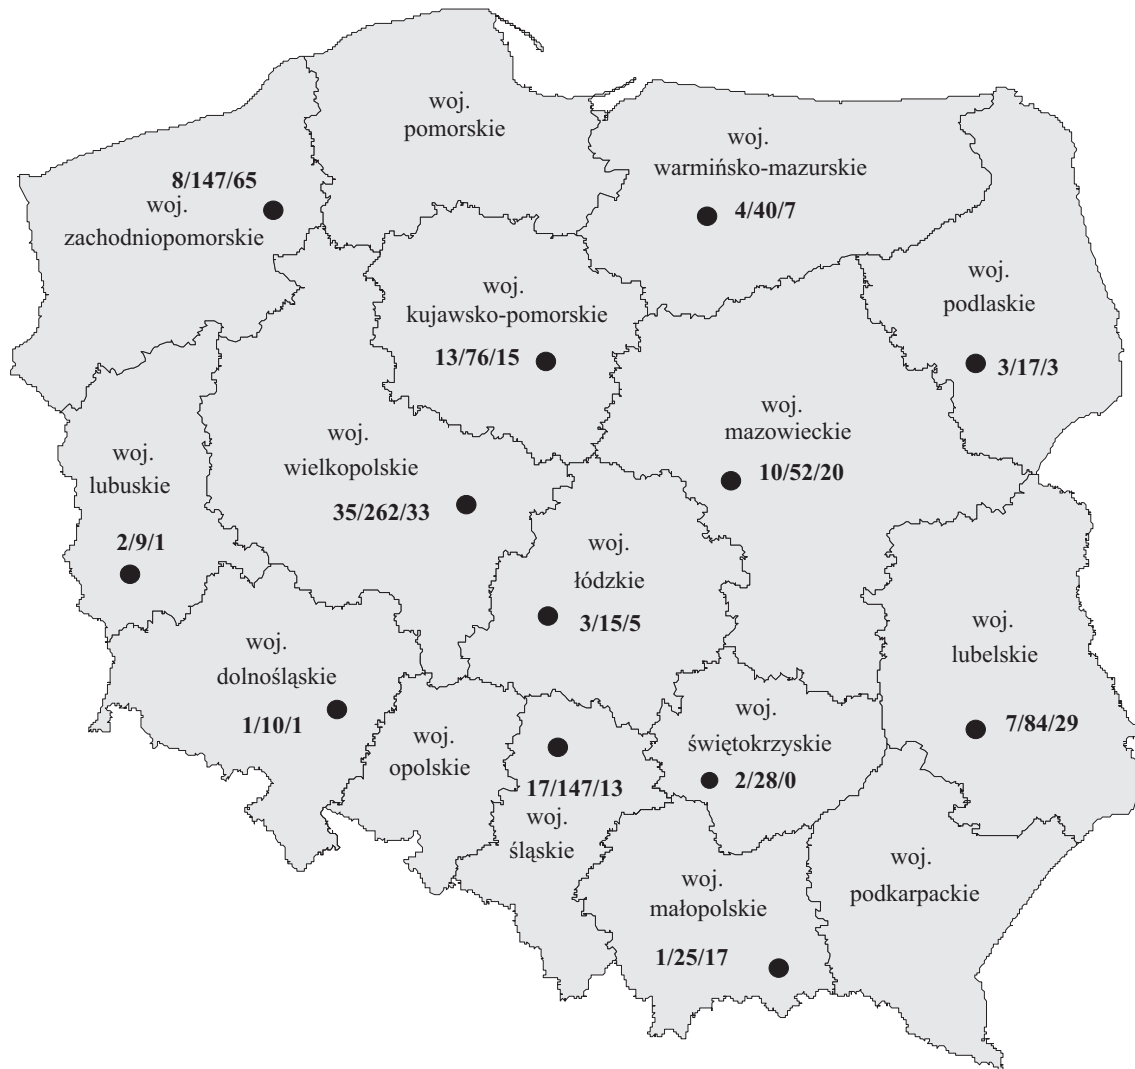 woj.
pomorskie
woj.
warmińsko-mazurskie
4/40/7
8/147/65
woj.
zachodniopomorskie
woj.
podlaskie
3/17/3
woj.
kujawsko-pomorskie
13/76/15
woj.
mazowieckie
10/52/20
woj.
wielkopolskie
35/262/33
woj.
lubuskie
2/9/1
woj.
łódzkie
3/15/5
woj.
lubelskie
7/84/29
woj.
dolnośląskie
1/10/1
woj.
opolskie
17/147/13
woj.
śląskie
woj.
świętokrzyskie
2/28/0
woj.
małopolskie
1/25/17
woj.
podkarpackie